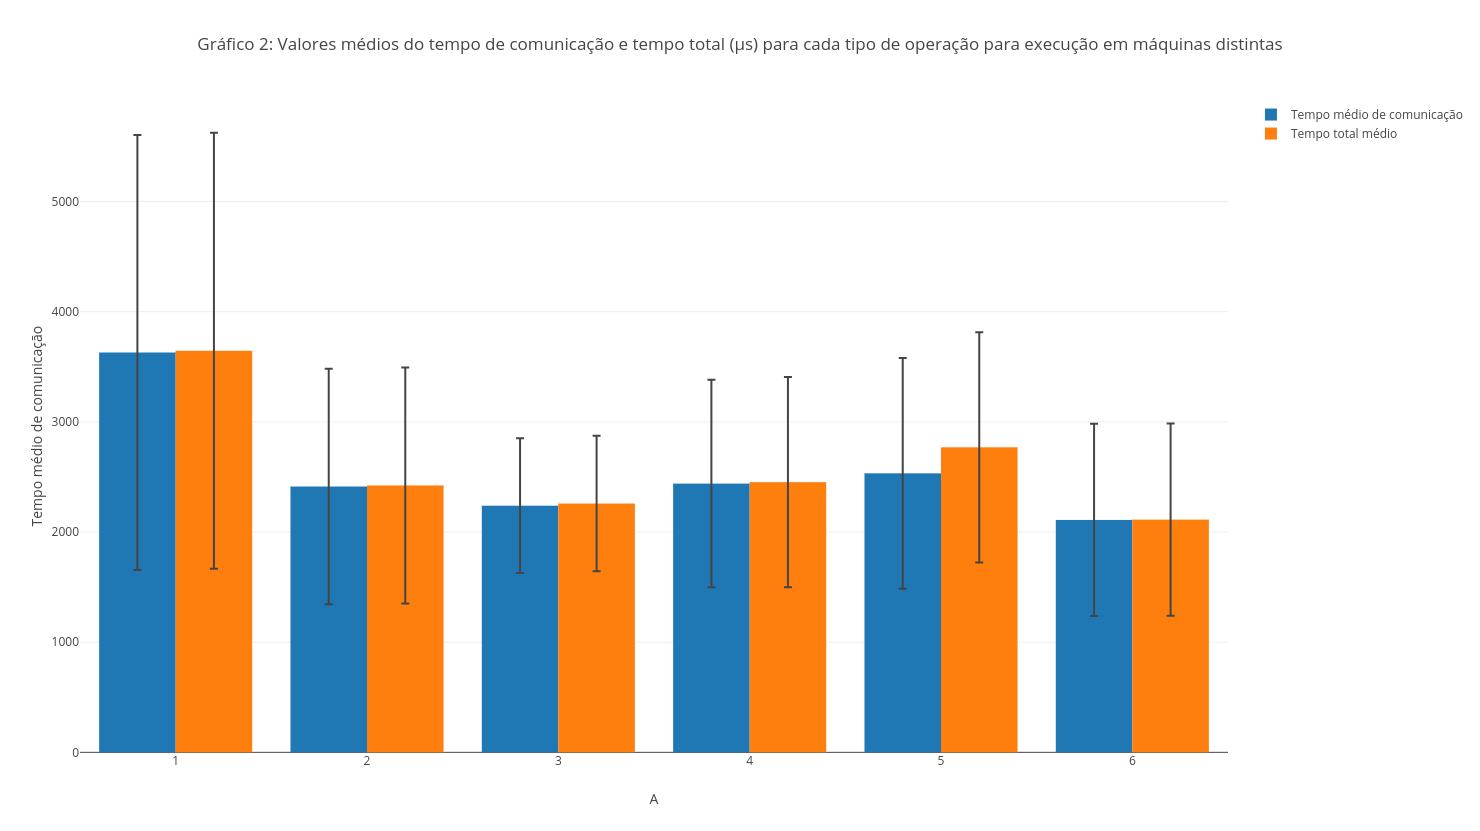 Gráfico 2: Valores médios do tempo de comunicação e tempo total (µs) para cada tipo de operação para execução em máquinas distintas
Tempo médio de comunicação
Tempo total médio
5000
4000
3000
2000
1000
0
Tempo médio de comunicação
1 2 3 4 5 6
A